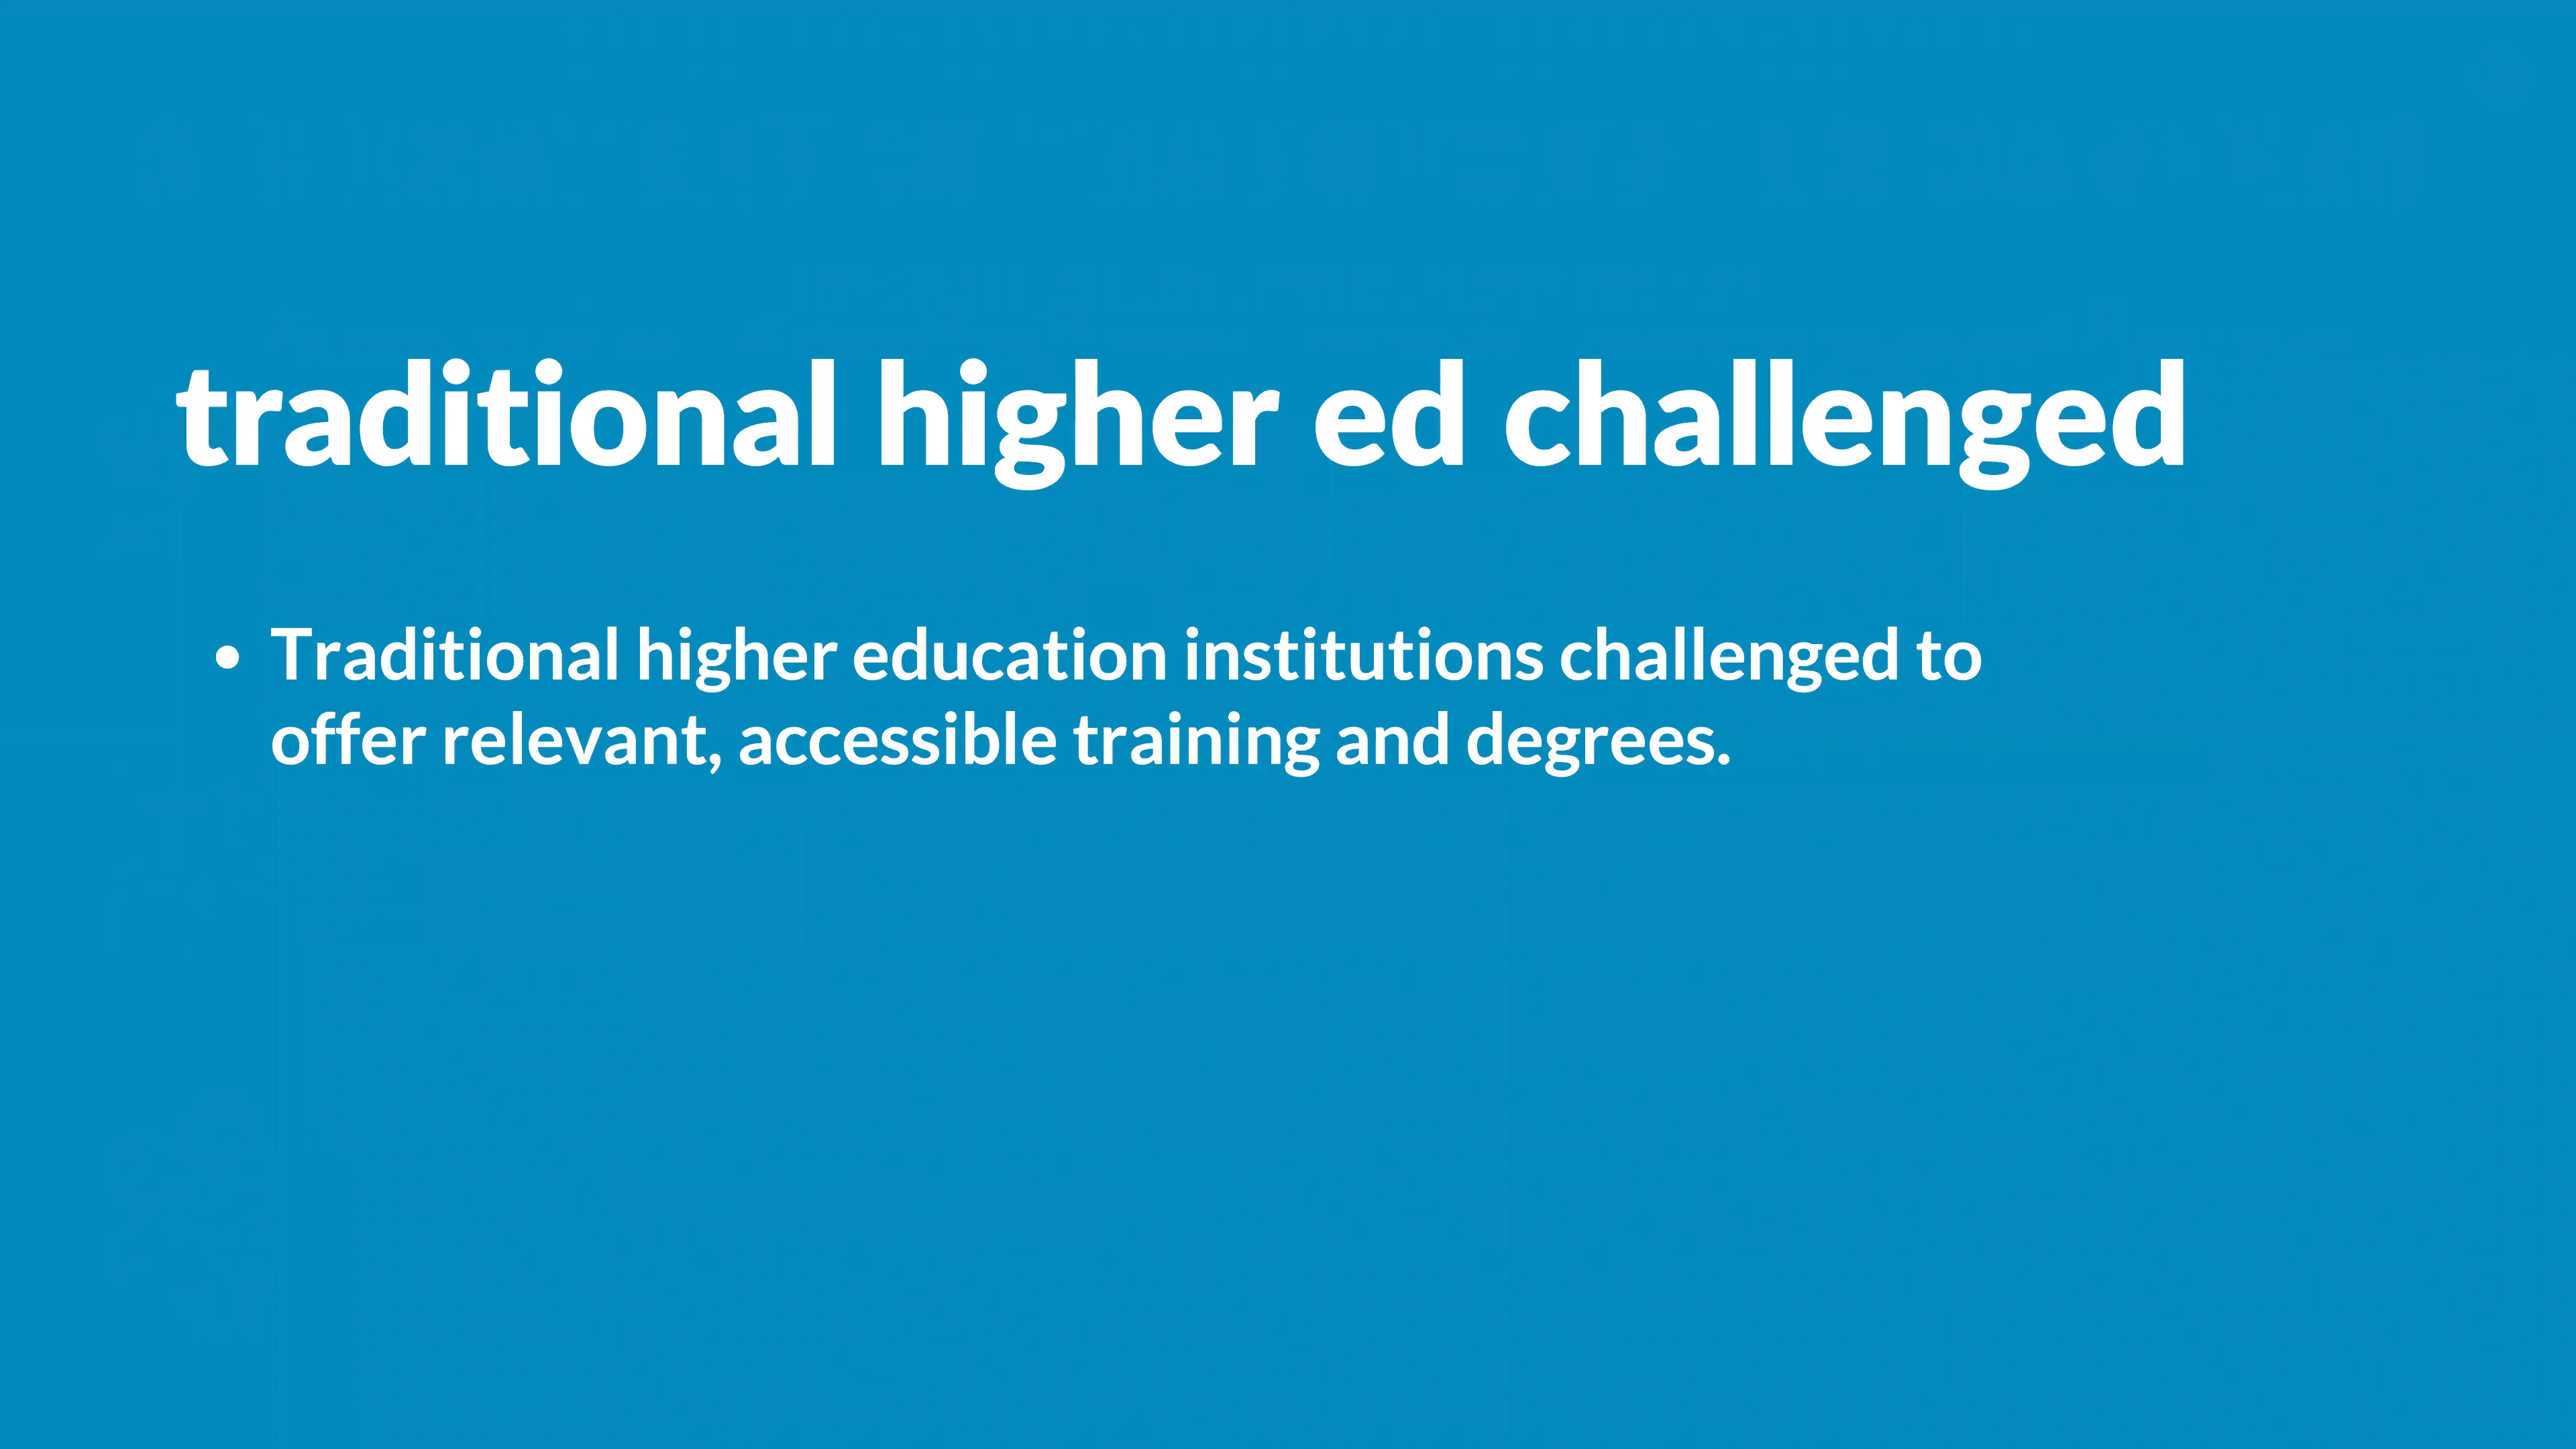 traditional higher ed challenged
• Traditional higher education institutions challenged to
offer relevant, accessible training and degrees.